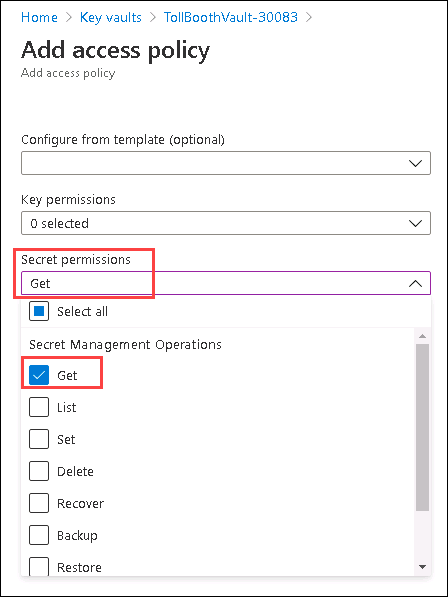 Home > Key vaults > TollBoothVault-30083 >
Add access policy
Add access policy
Configure from template (optional)
Key permissions
0 selected
Secret permissions
Get
Select all
Secret Management Operations
Get
List
Set
Delete
Recover
Backup
Restore